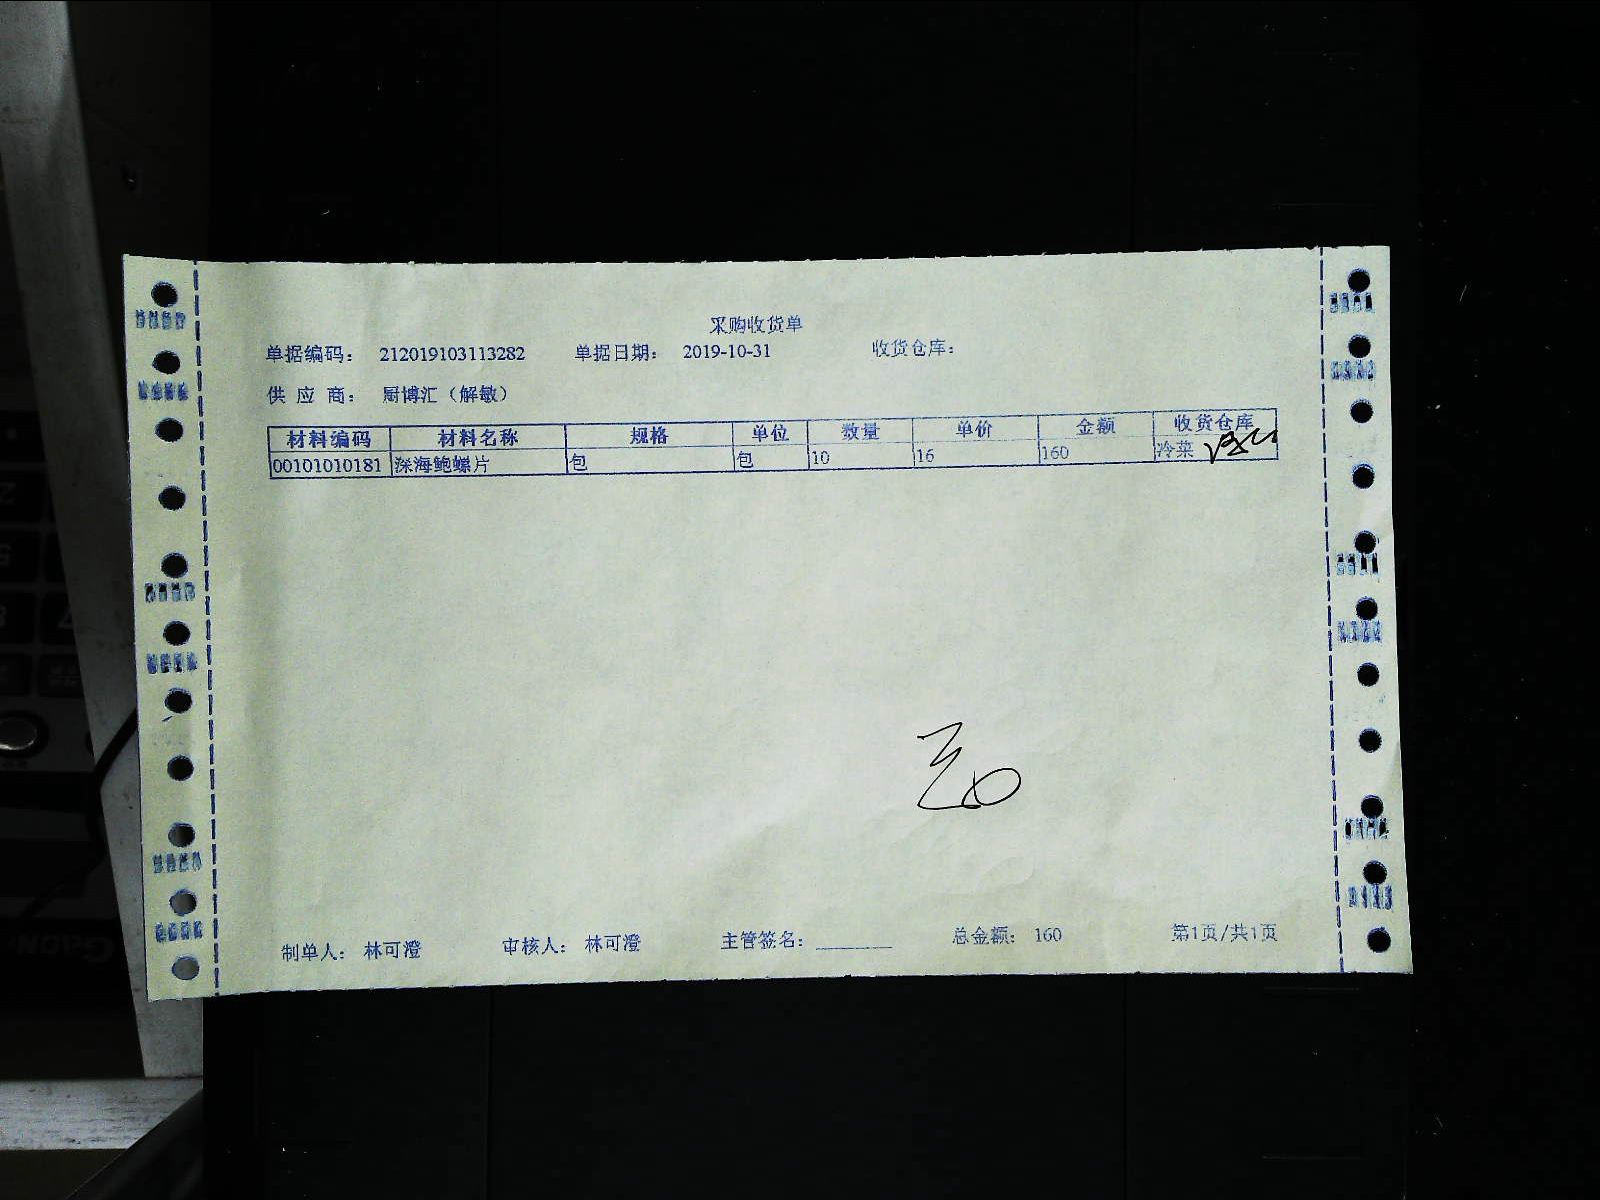 采购收货单
单据编码： 212019103113282 单据日期： 2019-10-31 收货仓库：
供 应 商： 厨博汇（解敏）
材料编码 材料名称 规格 单位 数量 单价 金额 收货仓库
00101010181 深海鲍螺片 包 包 10 16 160 冷菜
制单人： 林可澄 审核人： 林可澄 主管签名：________ 总金额： 160 第1页/共1页